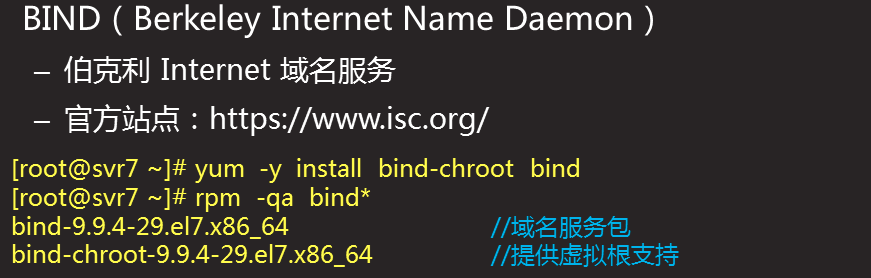 BIND ( Berkeley Internet Name Daemon )
– 伯克利 Internet 域名服务
– 官方站点：https://www.isc.org/
[root@svr7 ~]# yum -y install bind-chroot bind
[root@svr7 ~]# rpm -qa bind*
bind-9.9.4-29.el7.x86_64 //域名服务包
bind-chroot-9.9.4-29.el7.x86_64 //提供虚拟根支持